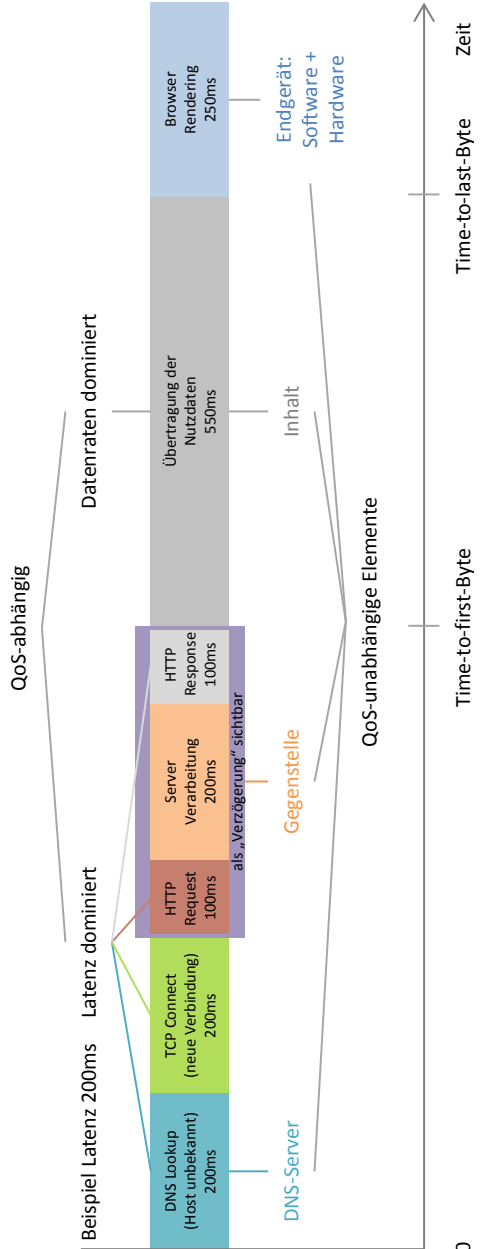 QoS-abhängig
Beispiel Latenz 200ms
Latenz dominiert
Datenraten dominiert
DNS Lookup
(Host unbekannt)
200ms
TCP Connect
(neue Verbindung)
200ms
HTTP
Request
100ms
Server
Verarbeitung
200ms
HTTP
Response
100ms
Übertragung der
Nutzdaten
550ms
Browser
Rendering
250ms
als „Verzögerung“ sichtbar
DNS-Server
Gegenstelle
Inhalt
Endgerät:
Software +
Hardware
QoS-unabhängige Elemente
0
Time-to-first-Byte
Time-to-last-Byte
Zeit